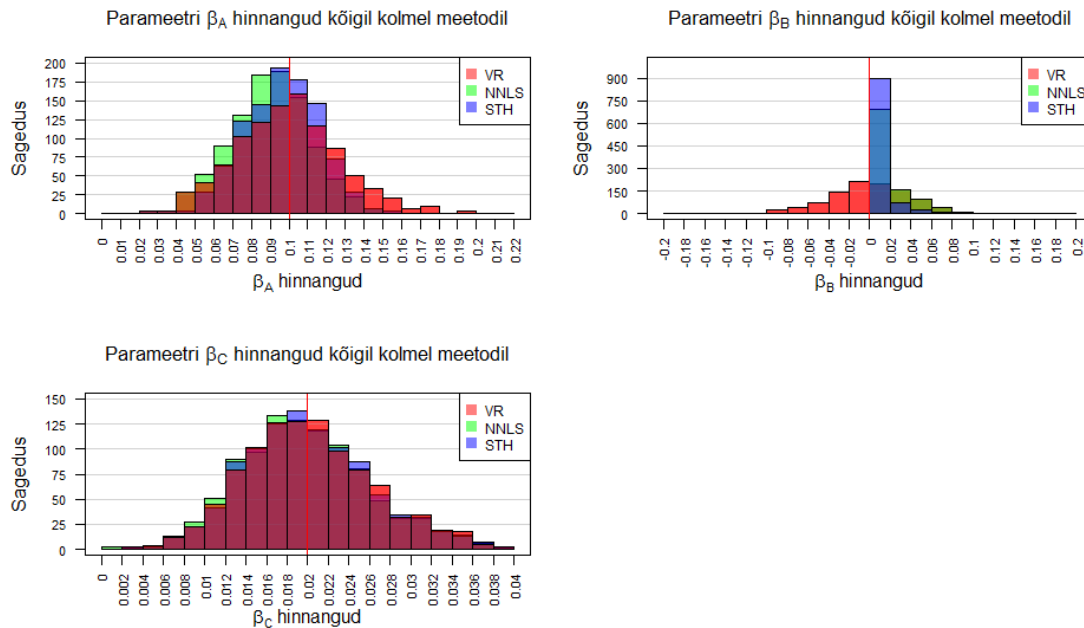 Parameetri βA hinnangud kõigil kolmel meetodil
Sagedus
200
175
150
125
100
75
50
25
0
VR
NNLS
STH
0 0.01 0.02 0.03 0.04 0.05 0.06 0.07 0.08 0.09 0.1 0.11 0.12 0.13 0.14 0.15 0.16 0.17 0.18 0.19 0.2 0.21 0.22
βA hinnangud
Parameetri βB hinnangud kõigil kolmel meetodil
Sagedus
900
750
600
450
300
150
0
VR
NNLS
STH
-0.2 -0.18 -0.16 -0.14 -0.12 -0.1 -0.08 -0.06 -0.04 -0.02 0 0.02 0.04 0.06 0.08 0.1 0.12 0.14 0.16 0.18 0.2
βB hinnangud
Parameetri βC hinnangud kõigil kolmel meetodil
Sagedus
150
125
100
75
50
25
0
VR
NNLS
STH
0 0.002 0.004 0.006 0.008 0.01 0.012 0.014 0.016 0.018 0.02 0.022 0.024 0.026 0.028 0.03 0.032 0.034 0.036 0.038 0.04
βC hinnangud